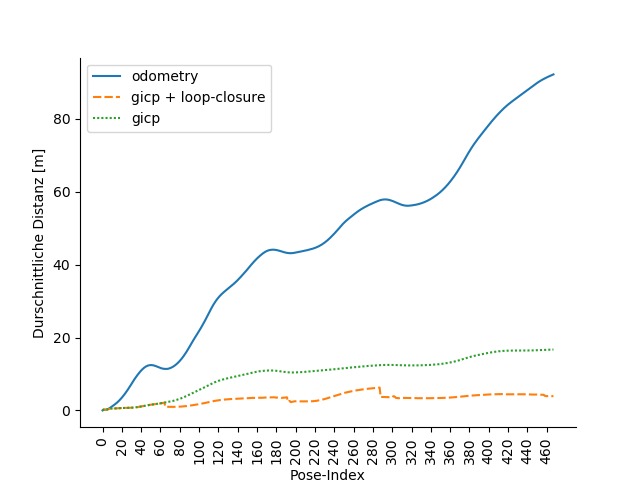 odometry
gicp + loop-closure
gicp
Durschnittliche Distanz [m]
80
60
40
20
0
0 20 40 60 80 100 120 140 160 180 200 220 240 260 280 300 320 340 360 380 400 420 440 460
Pose-Index